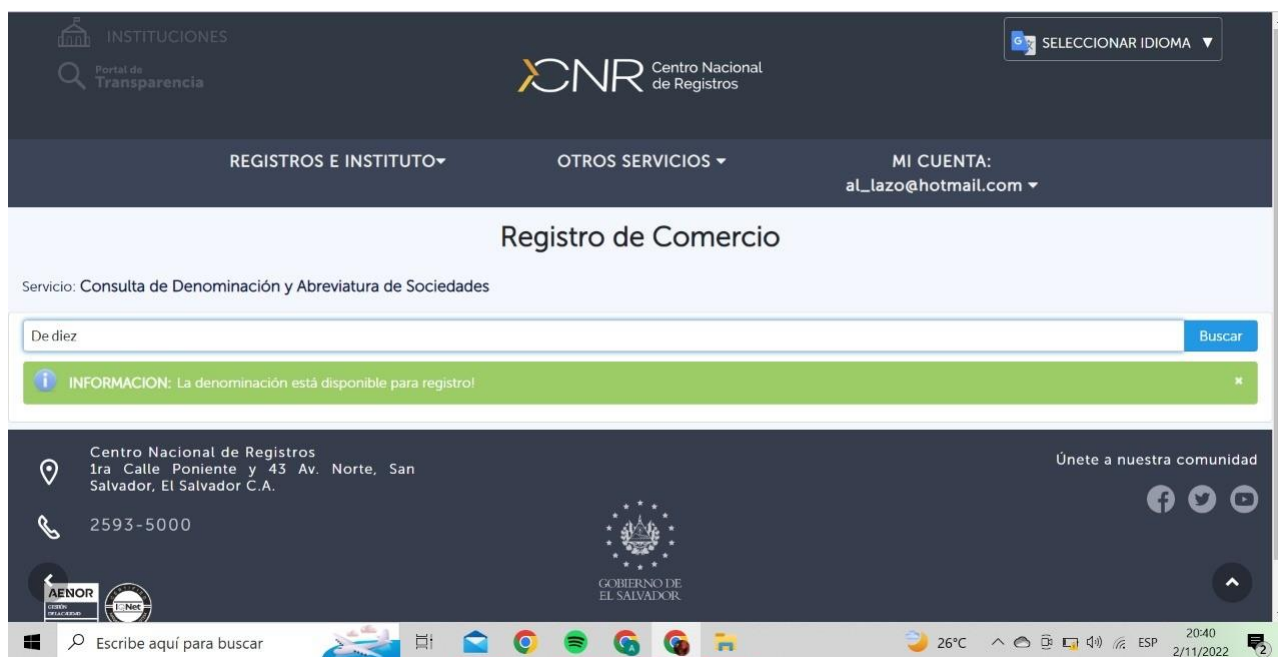 INSTITUCIONES
Portal de
Transparencia
CNR Centro Nacional
de Registros
SELECCIONAR IDIOMA ▼
REGISTROS E INSTITUTO
OTROS SERVICIOS
MI CUENTA:
al_lazo@hotmail.com
Registro de Comercio
Servicio: Consulta de Denominación y Abreviatura de Sociedades
De diez
Buscar
INFORMACION: La denominación está disponible para registro!
Centro Nacional de Registros
1ra Calle Poniente y 43 Av. Norte, San
Salvador, El Salvador C.A.
2593-5000
Únete a nuestra comunidad
GOBIERNO DE
EL SALVADOR
AENOR
IQNet
Escribe aquí para buscar
26°C
ESP
20:40
2/11/2022
2